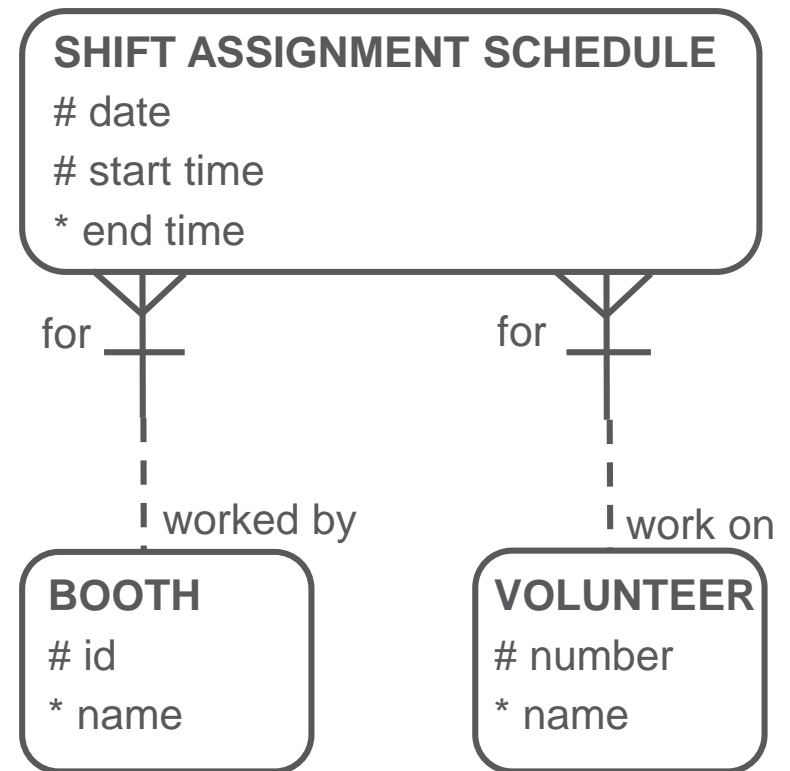 SHIFT ASSIGNMENT SCHEDULE
# date
# start time
* end time
for
for
worked by
work on
BOOTH
# id
* name
VOLUNTEER
# number
* name